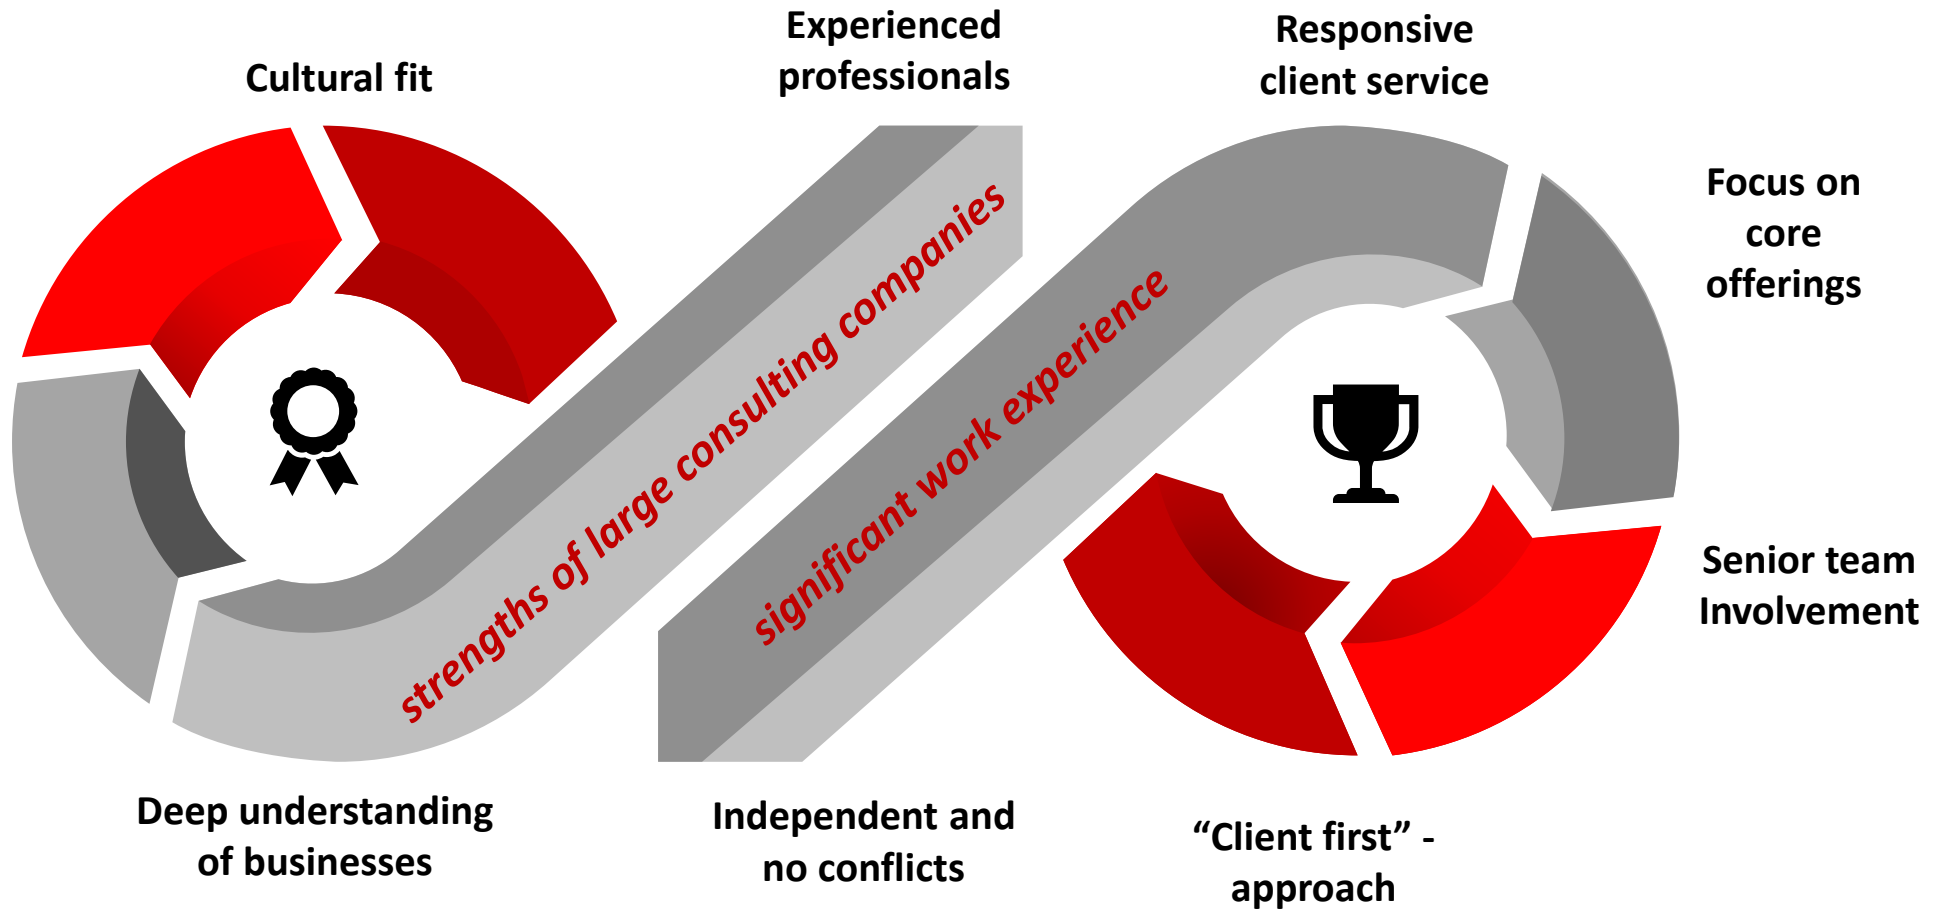 Cultural fit
Experienced
professionals
Responsive
client service
Focus on
core
offerings
strengths of large consulting companies
significant work experience
Senior team
Involvement
Deep understanding
of businesses
Independent and
no conflicts
“Client first” -
approach